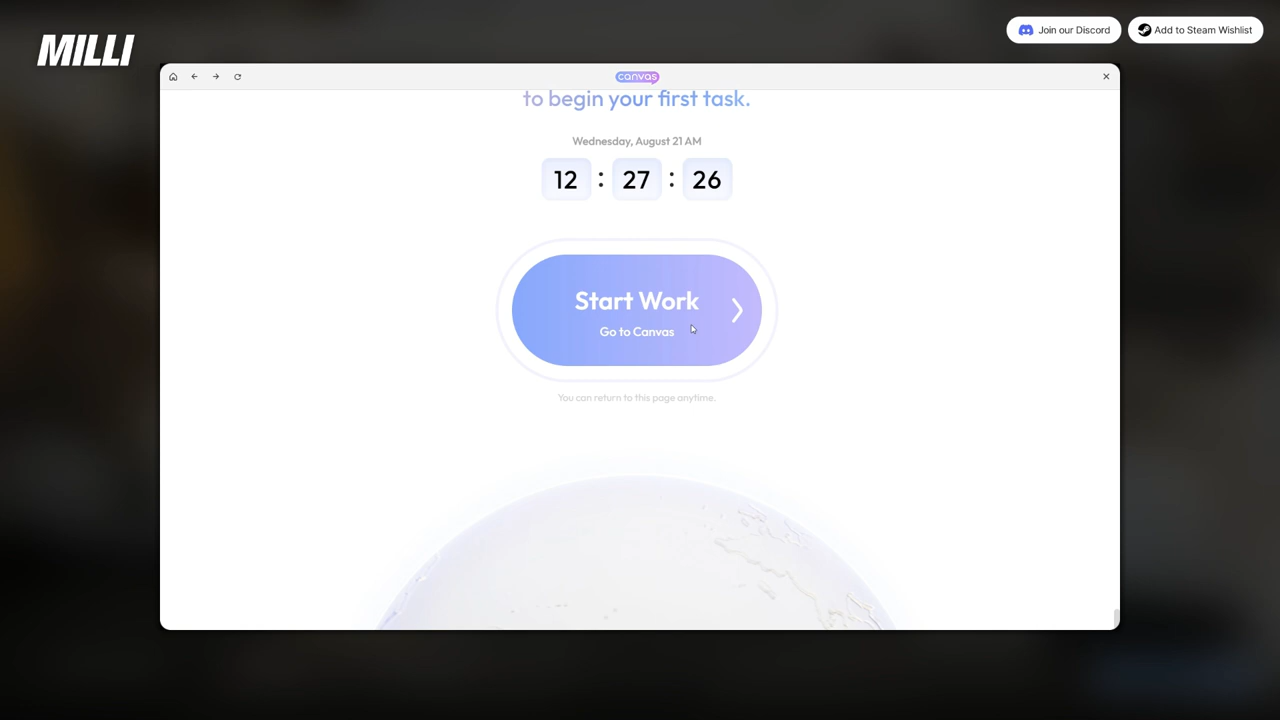 MILLI
Join our Discord
Add to Steam Wishlist
canvas
to begin your first task.
Wednesday, August 21 AM
12 : 27 : 26
Start Work
Go to Canvas
You can return to this page anytime.